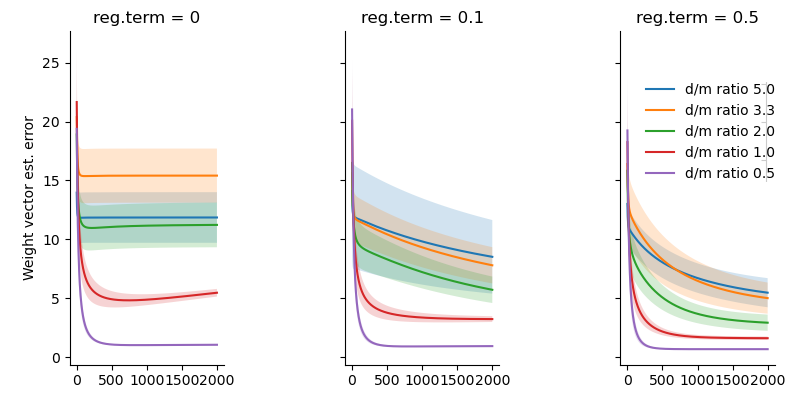 reg.term = 0
reg.term = 0.1
reg.term = 0.5
Weight vector est. error
25
20
15
10
5
0
d/m ratio 5.0
d/m ratio 3.3
d/m ratio 2.0
d/m ratio 1.0
d/m ratio 0.5
0 500 1000 1500 2000
0 500 1000 1500 2000
0 500 1000 1500 2000